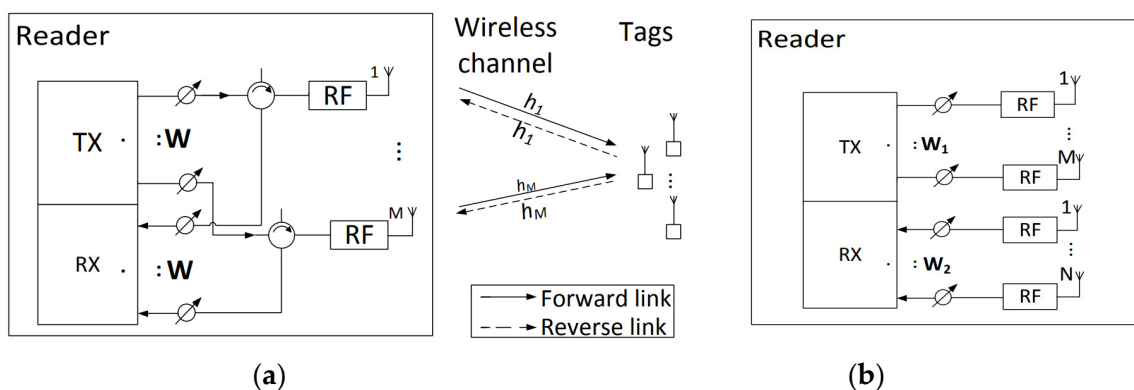 Reader
TX
: W
RX
: W
RF
1
⋮
RF
M
Wireless
channel
Tags
h₁
h₁
hM
hM
⋮
Forward link
Reverse link
(a)
Reader
TX
: W₁
RX
: W₂
RF
1
...
RF
M
RF
1
...
RF
N
(b)